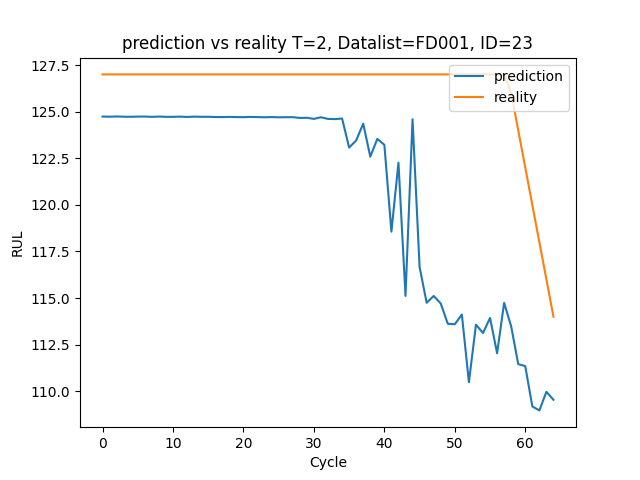 prediction vs reality T=2, Datalist=FD001, ID=23
127.5
125.0
122.5
120.0
117.5
115.0
112.5
110.0
RUL
prediction
reality
0 10 20 30 40 50 60
Cycle